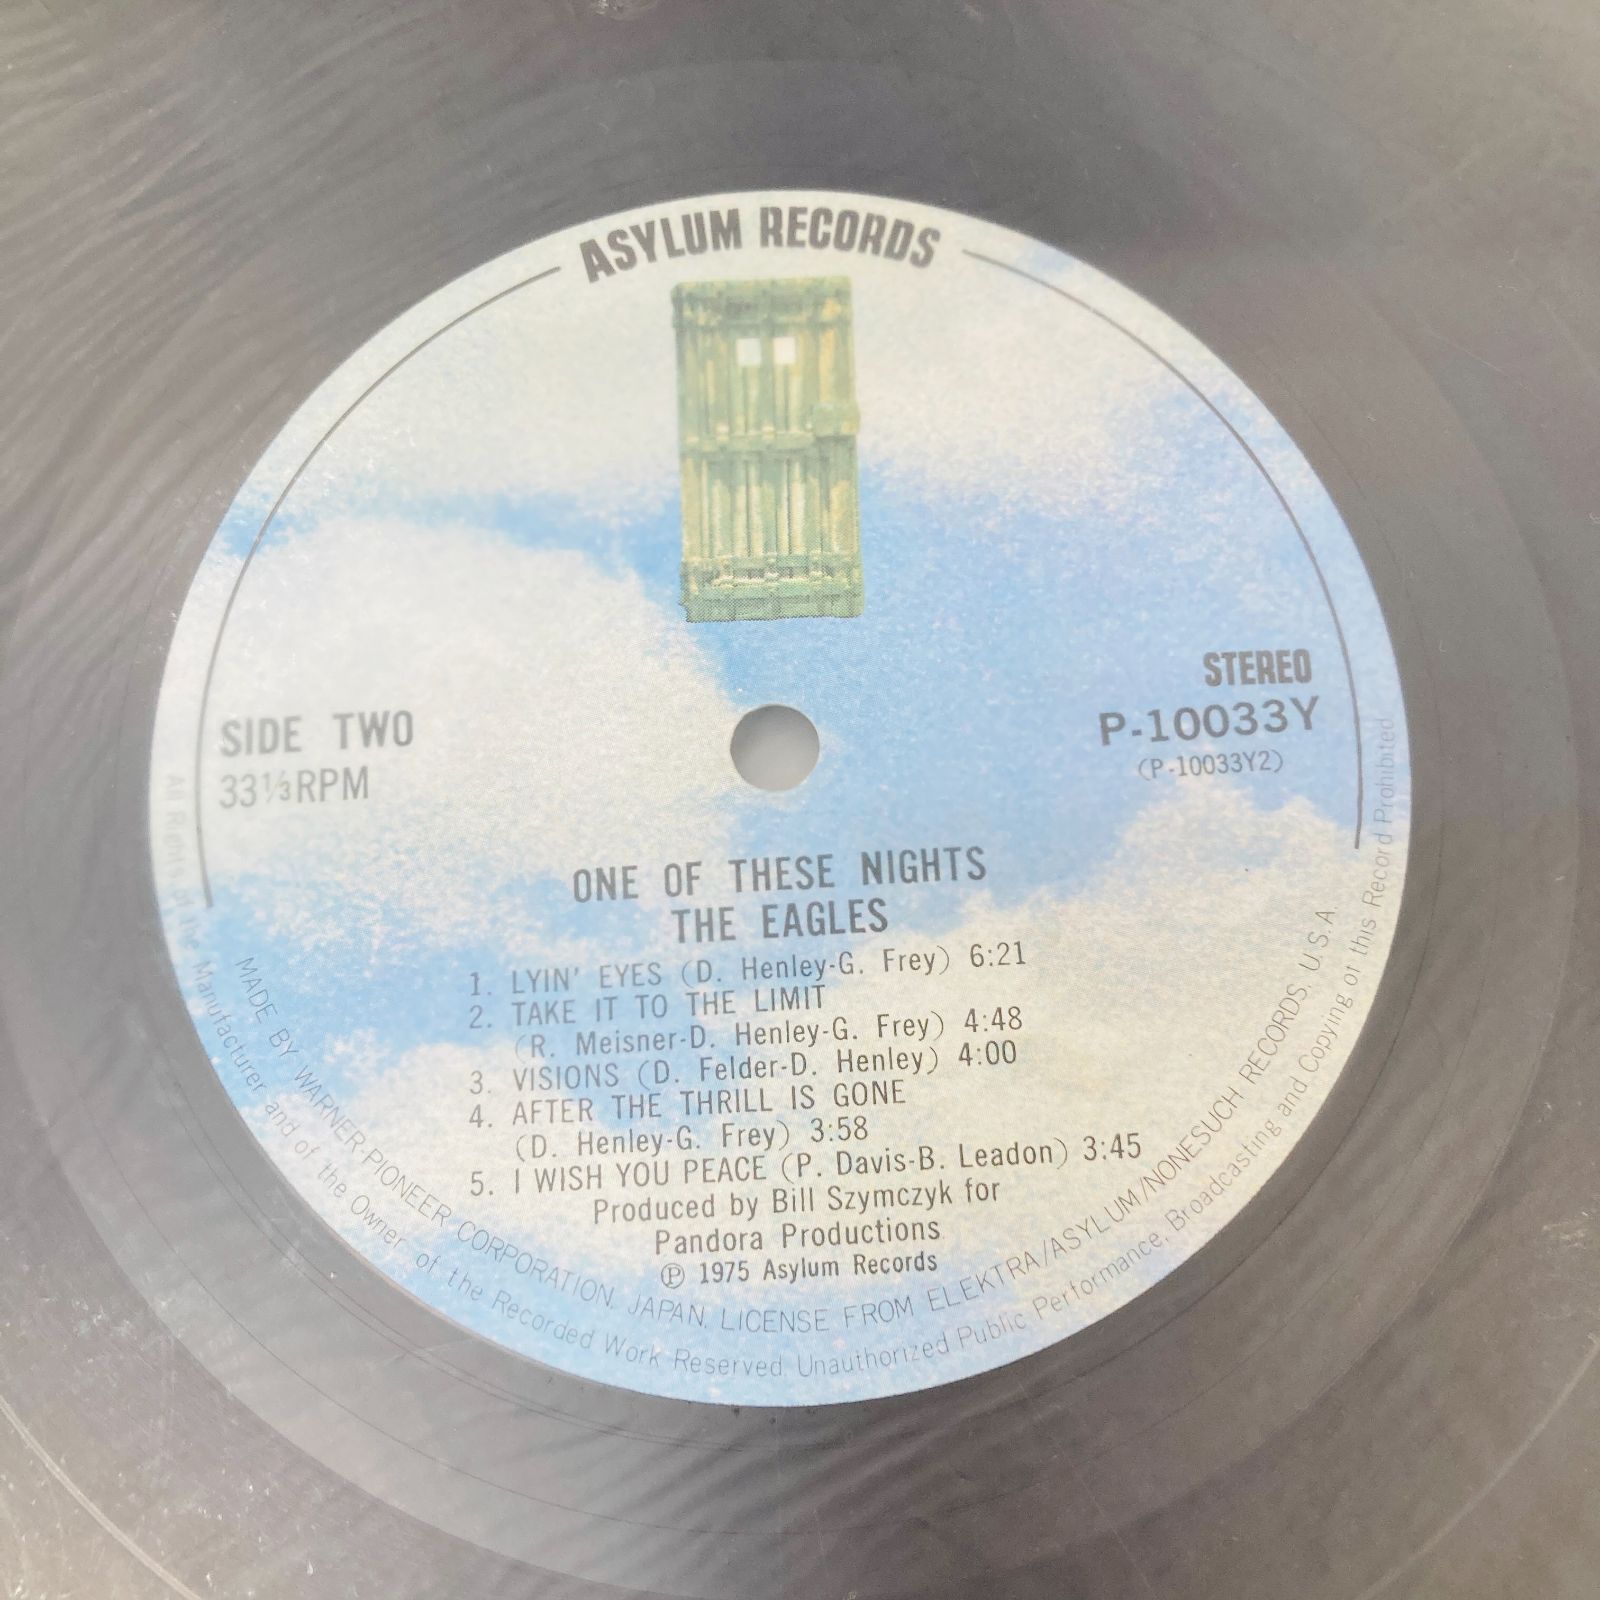 ASYLUM RECORDS
STEREO
SIDE TWO
P-10033Y
33⅓RPM
(P-10033Y2)
ONE OF THESE NIGHTS
THE EAGLES
1. LYIN' EYES (D. Henley-G. Frey) 6:21
2. TAKE IT TO THE LIMIT
(R. Meisner-D. Henley-G. Frey) 4:48
3. VISIONS (D. Felder-D. Henley) 4:00
4. AFTER THE THRILL IS GONE
(D. Henley-G. Frey) 3:58
5. I WISH YOU PEACE (P. Davis-B. Leadon) 3:45
Produced by Bill Szymczyk for
Pandora Productions
Ⓟ 1975 Asylum Records
MADE BY WARNER-PIONEER CORPORATION, JAPAN. LICENSE FROM ELEKTRA/ASYLUM/NONESUCH RECORDS, U.S.A.
All Rights of the Manufacturer and of the Owner of the Recorded Work Reserved. Unauthorized Public Performance, Broadcasting and Copying of this Record Prohibited